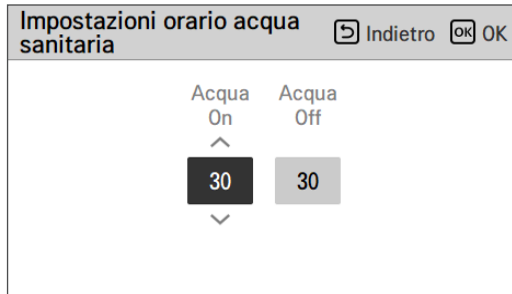 Impostazioni orario acqua
sanitaria
Indietro OK OK
Acqua Acqua
On Off
30 30